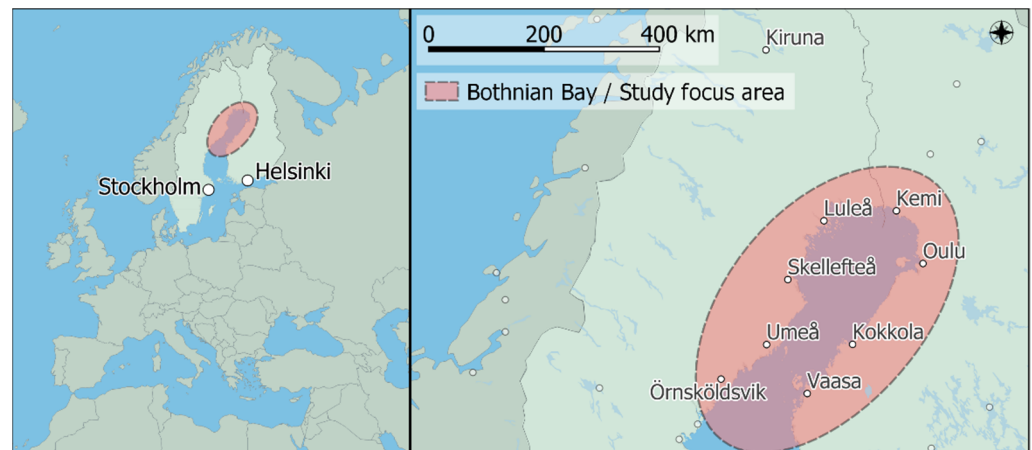 Stockholm
Helsinki
0 200 400 km
Bothnian Bay / Study focus area
Kiruna
Luleå
Kemi
Oulu
Skellefteå
Umeå
Kokkola
Örnsköldsvik
Vaasa